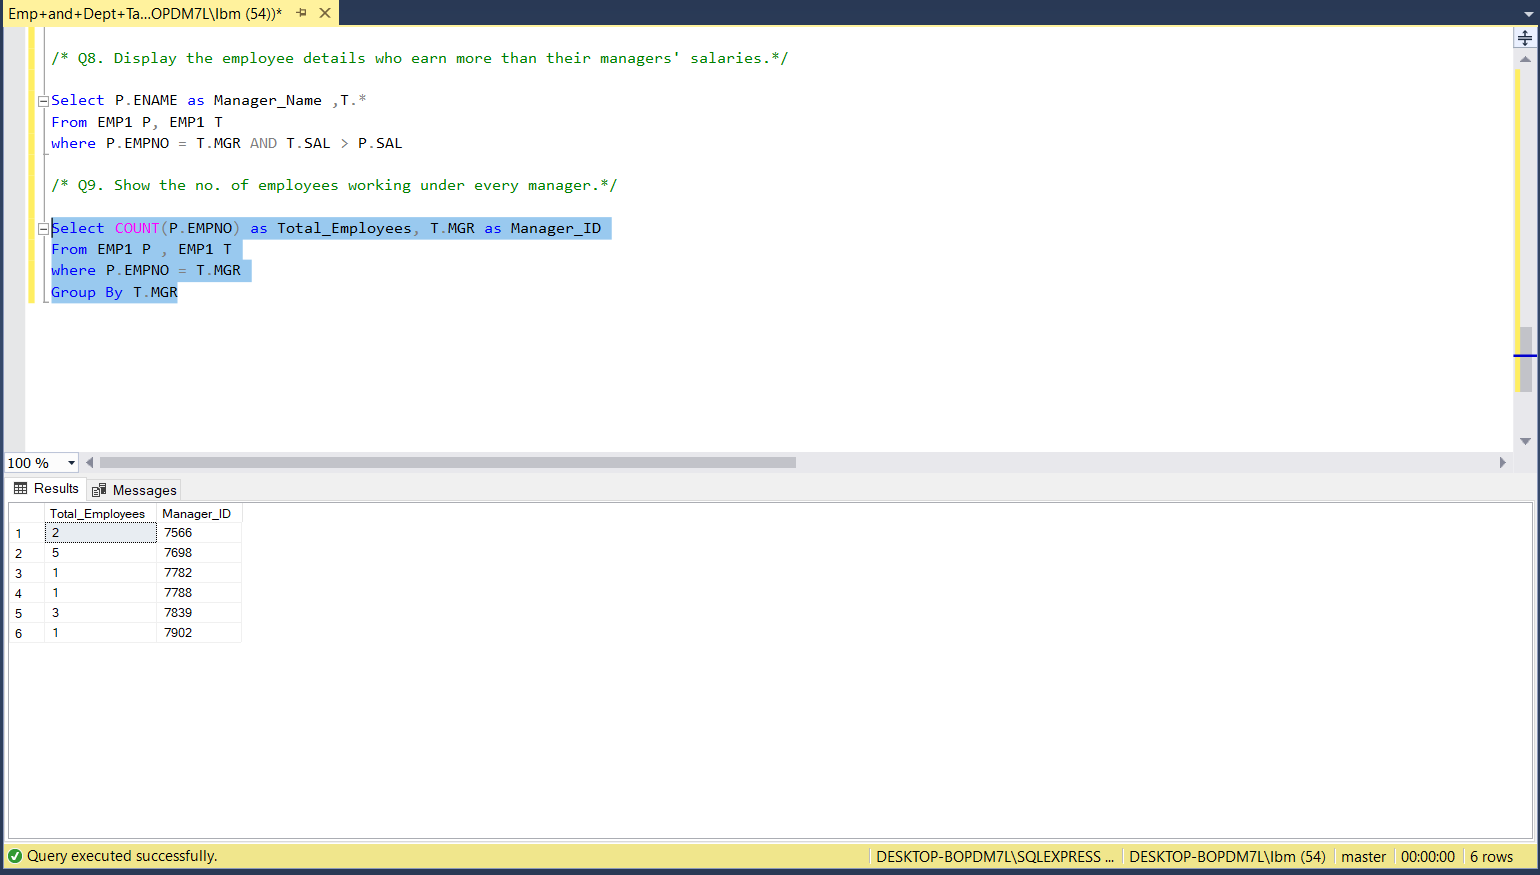 Emp+and+Dept+Ta...OPDM7L\Ibm (54))*
/* Q8. Display the employee details who earn more than their managers' salaries.*/
Select P.ENAME as Manager_Name ,T.*
From EMP1 P, EMP1 T
where P.EMPNO = T.MGR AND T.SAL > P.SAL
/* Q9. Show the no. of employees working under every manager.*/
Select COUNT(P.EMPNO) as Total_Employees, T.MGR as Manager_ID
From EMP1 P , EMP1 T
where P.EMPNO = T.MGR
Group By T.MGR
100 %
Results Messages
Total_Employees Manager_ID
1 2 7566
2 5 7698
3 1 7782
4 1 7788
5 3 7839
6 1 7902
Query executed successfully. DESKTOP-BOPDM7L\SQLEXPRESS ... DESKTOP-BOPDM7L\Ibm (54) master 00:00:00 6 rows